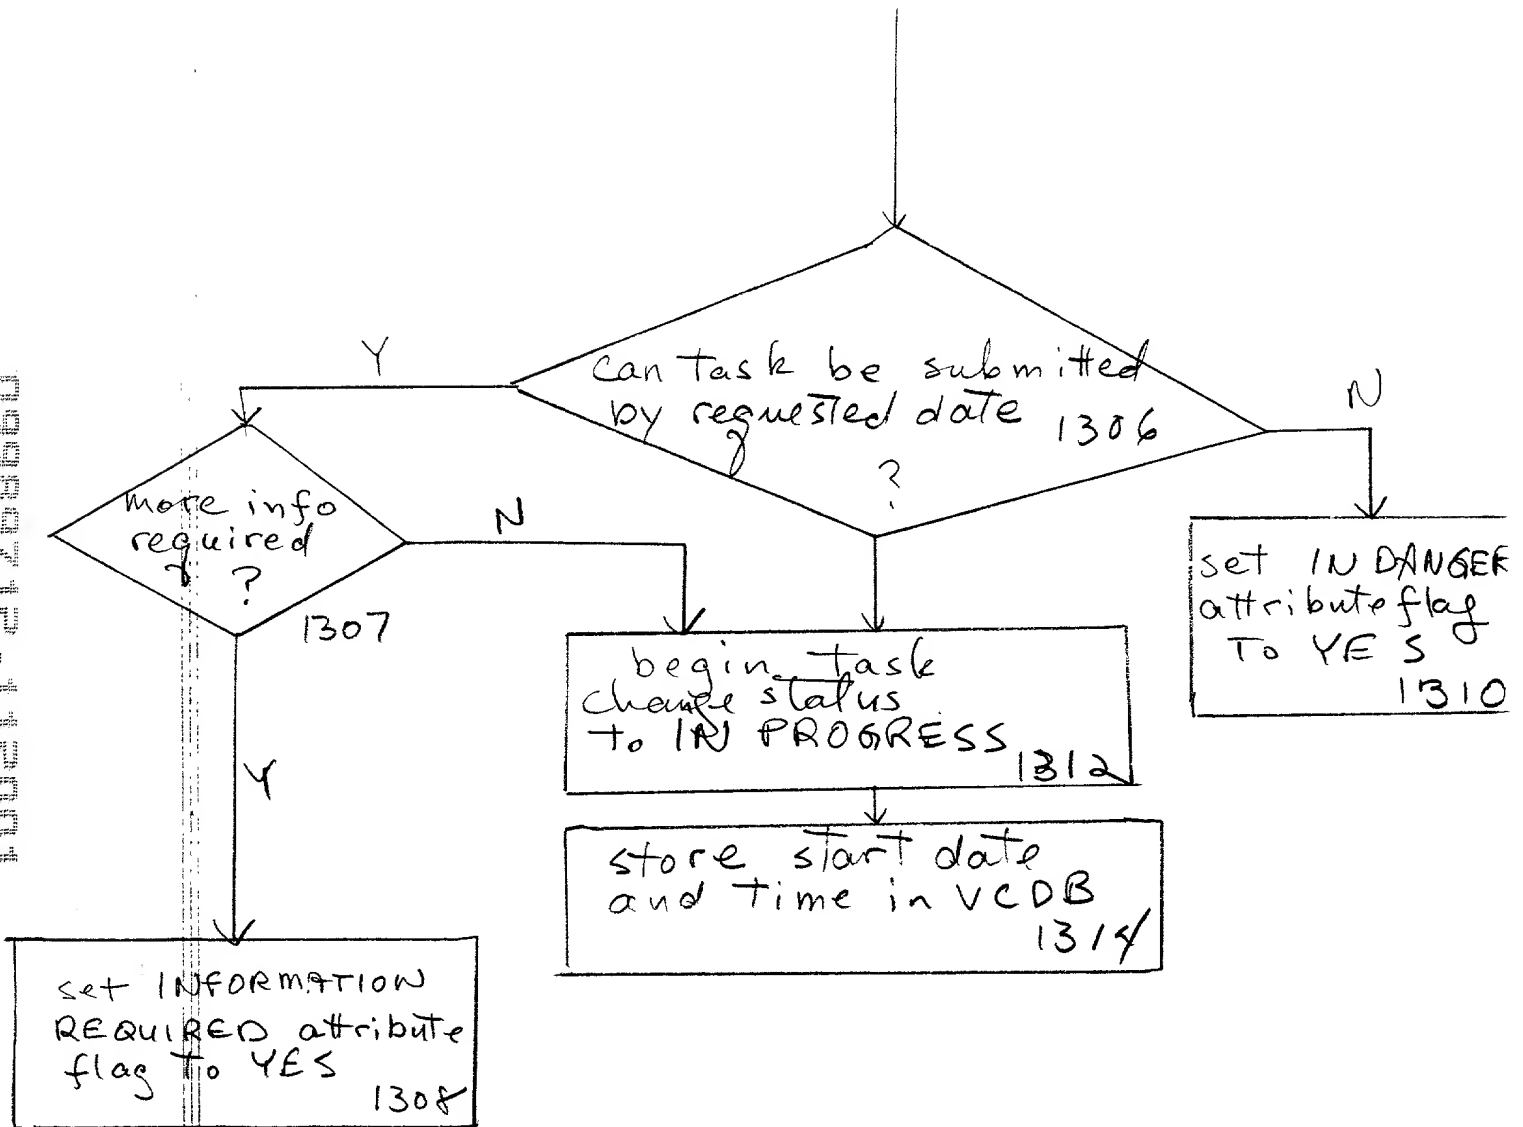 Y
can task be submitted
by requested date 1306
?
N
more info
required
?
1307
N
set IN DANGER
attribute flag
To YES
1310
begin task
change status
to IN PROGRESS
1312
Y
store start date
and time in VCDB
1314
set INFORMATION
REQUIRED attribute
flag to YES
1308